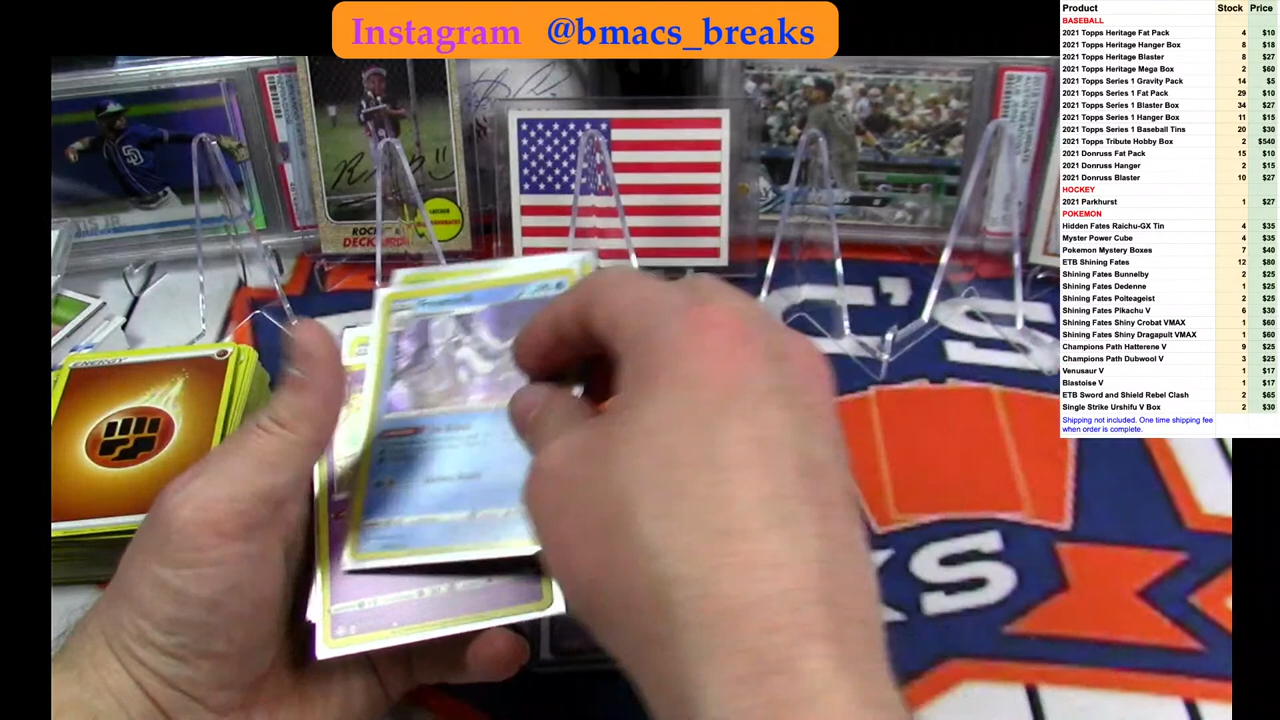 Instagram @bmacs_breaks
Product Stock Price
BASEBALL
2021 Topps Heritage Fat Pack 4 $10
2021 Topps Heritage Hanger Box 8 $18
2021 Topps Heritage Blaster 8 $27
2021 Topps Heritage Mega Box 2 $60
2021 Topps Series 1 Gravity Pack 14 $5
2021 Topps Series 1 Fat Pack 29 $10
2021 Topps Series 1 Blaster Box 34 $27
2021 Topps Series 1 Hanger Box 11 $15
2021 Topps Series 1 Baseball Tins 20 $30
2021 Topps Tribute Hobby Box 2 $540
2021 Donruss Fat Pack 15 $10
2021 Donruss Hanger 2 $15
2021 Donruss Blaster 10 $27
HOCKEY
2021 Parkhurst 1 $27
POKEMON
Hidden Fates Raichu-GX Tin 4 $35
Myster Power Cube 4 $35
Pokemon Mystery Boxes 7 $40
ETB Shining Fates 12 $80
Shining Fates Bunnelby 2 $25
Shining Fates Dedenne 1 $25
Shining Fates Polteageist 2 $25
Shining Fates Pikachu V 6 $30
Shining Fates Shiny Crobat VMAX 1 $60
Shining Fates Shiny Dragapult VMAX 1 $60
Champions Path Hatterene V 9 $25
Champions Path Dubwool V 3 $25
Venusaur V 1 $17
Blastoise V 1 $17
ETB Sword and Shield Rebel Clash 2 $65
Single Strike Urshifu V Box 2 $30
Shipping not included. One time shipping fee
when order is complete.
ENERGY
C'S
KS